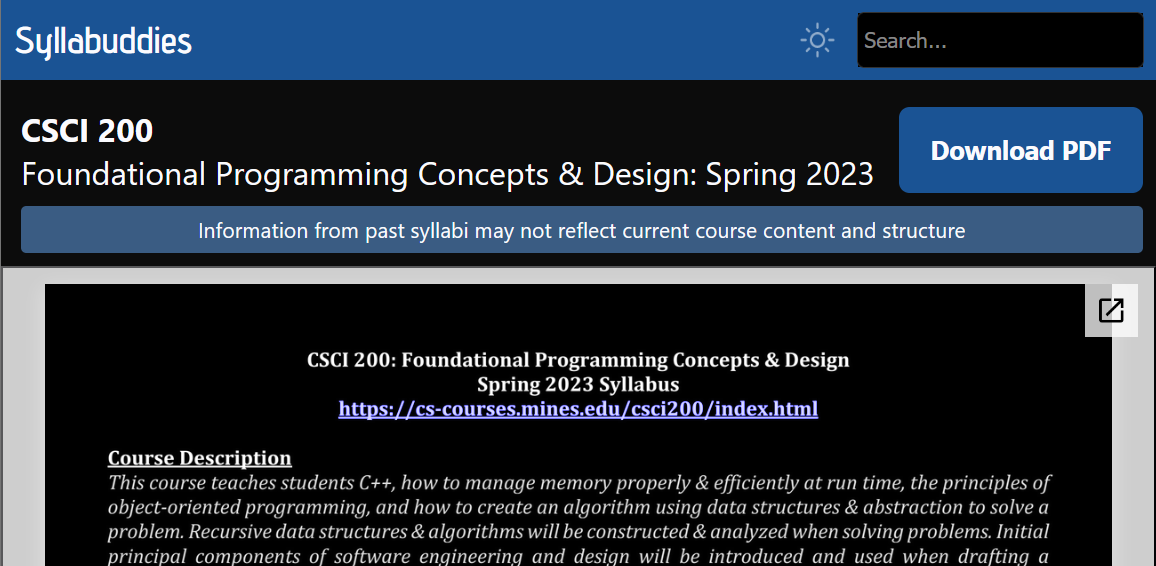 Syllabuddies
Search...
CSCI 200
Foundational Programming Concepts & Design: Spring 2023
Download PDF
Information from past syllabi may not reflect current course content and structure
CSCI 200: Foundational Programming Concepts & Design
Spring 2023 Syllabus
https://cs-courses.mines.edu/csci200/index.html
Course Description
This course teaches students C++, how to manage memory properly & efficiently at run time, the principles of
object-oriented programming, and how to create an algorithm using data structures & abstraction to solve a
problem. Recursive data structures & algorithms will be constructed & analyzed when solving problems. Initial
principal components of software engineering and design will be introduced and used when drafting a